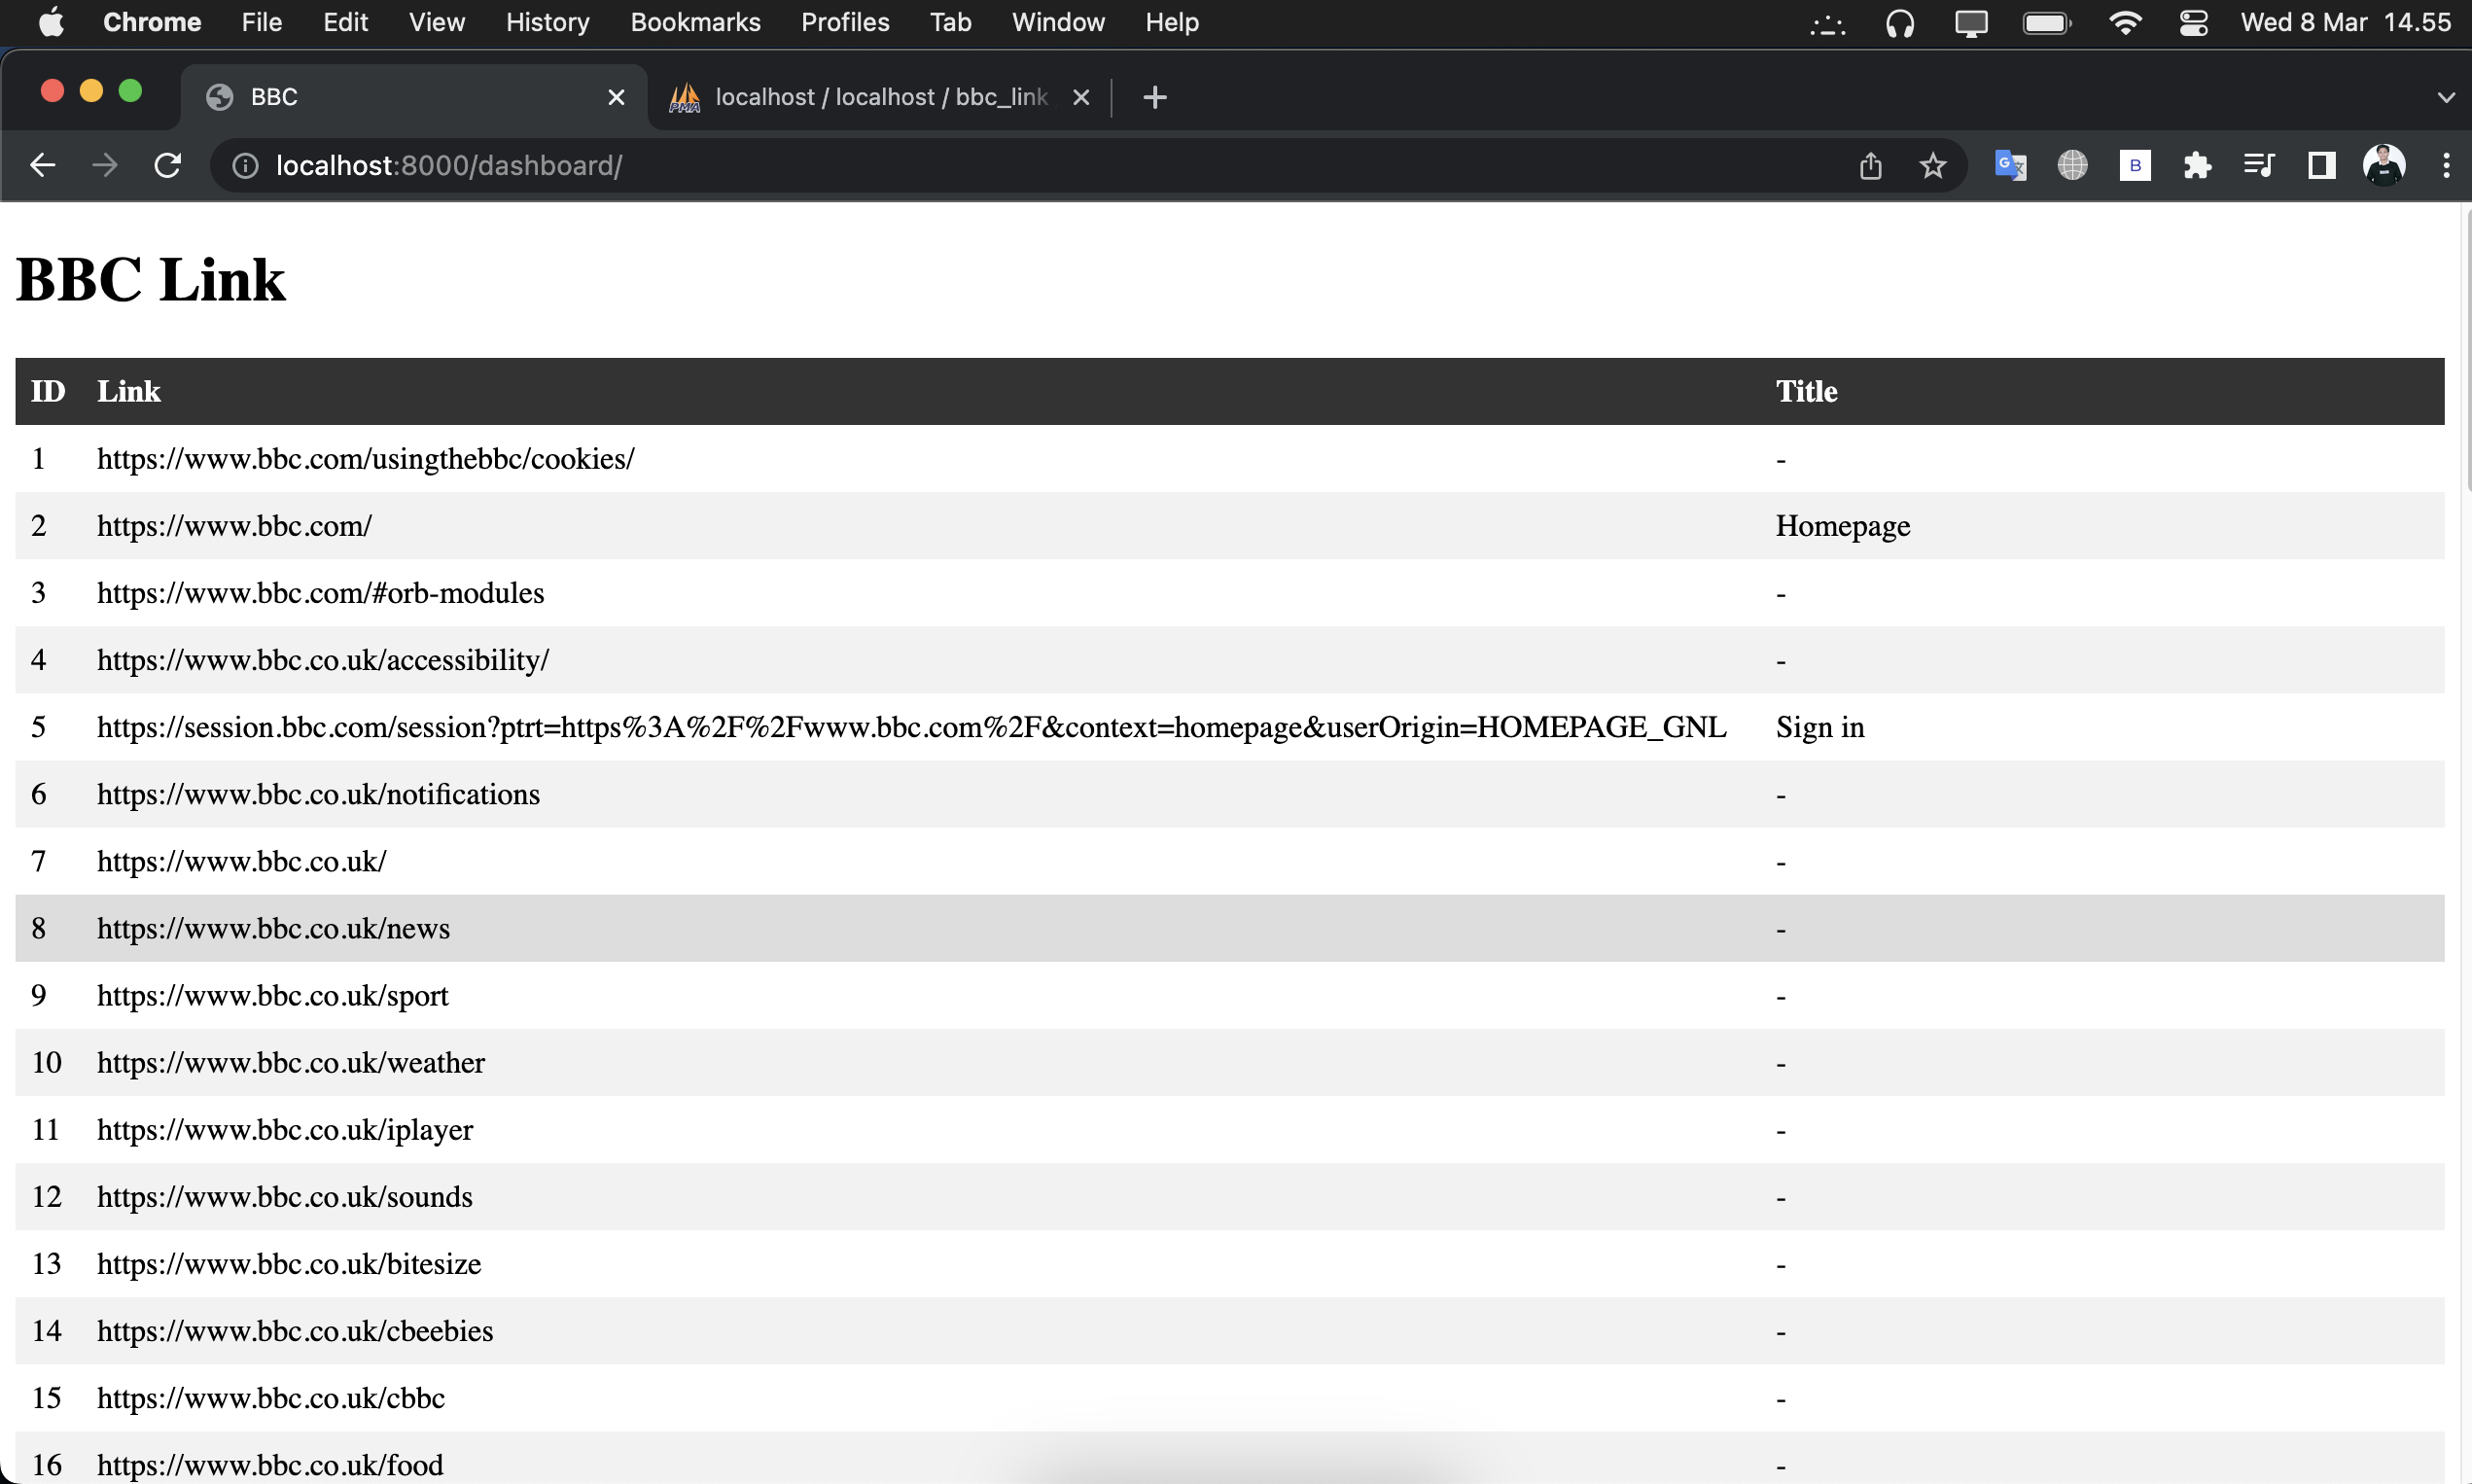 Chrome File Edit View History Bookmarks Profiles Tab Window Help Wed 8 Mar 14.55
BBC localhost / localhost / bbc_link
localhost:8000/dashboard/
BBC Link
ID Link Title
1 https://www.bbc.com/usingthebbc/cookies/ -
2 https://www.bbc.com/ Homepage
3 https://www.bbc.com/#orb-modules -
4 https://www.bbc.co.uk/accessibility/ -
5 https://session.bbc.com/session?ptrt=https%3A%2F%2Fwww.bbc.com%2F&context=homepage&userOrigin=HOMEPAGE_GNL Sign in
6 https://www.bbc.co.uk/notifications -
7 https://www.bbc.co.uk/ -
8 https://www.bbc.co.uk/news -
9 https://www.bbc.co.uk/sport -
10 https://www.bbc.co.uk/weather -
11 https://www.bbc.co.uk/iplayer -
12 https://www.bbc.co.uk/sounds -
13 https://www.bbc.co.uk/bitesize -
14 https://www.bbc.co.uk/cbeebies -
15 https://www.bbc.co.uk/cbbc -
16 https://www.bbc.co.uk/food -